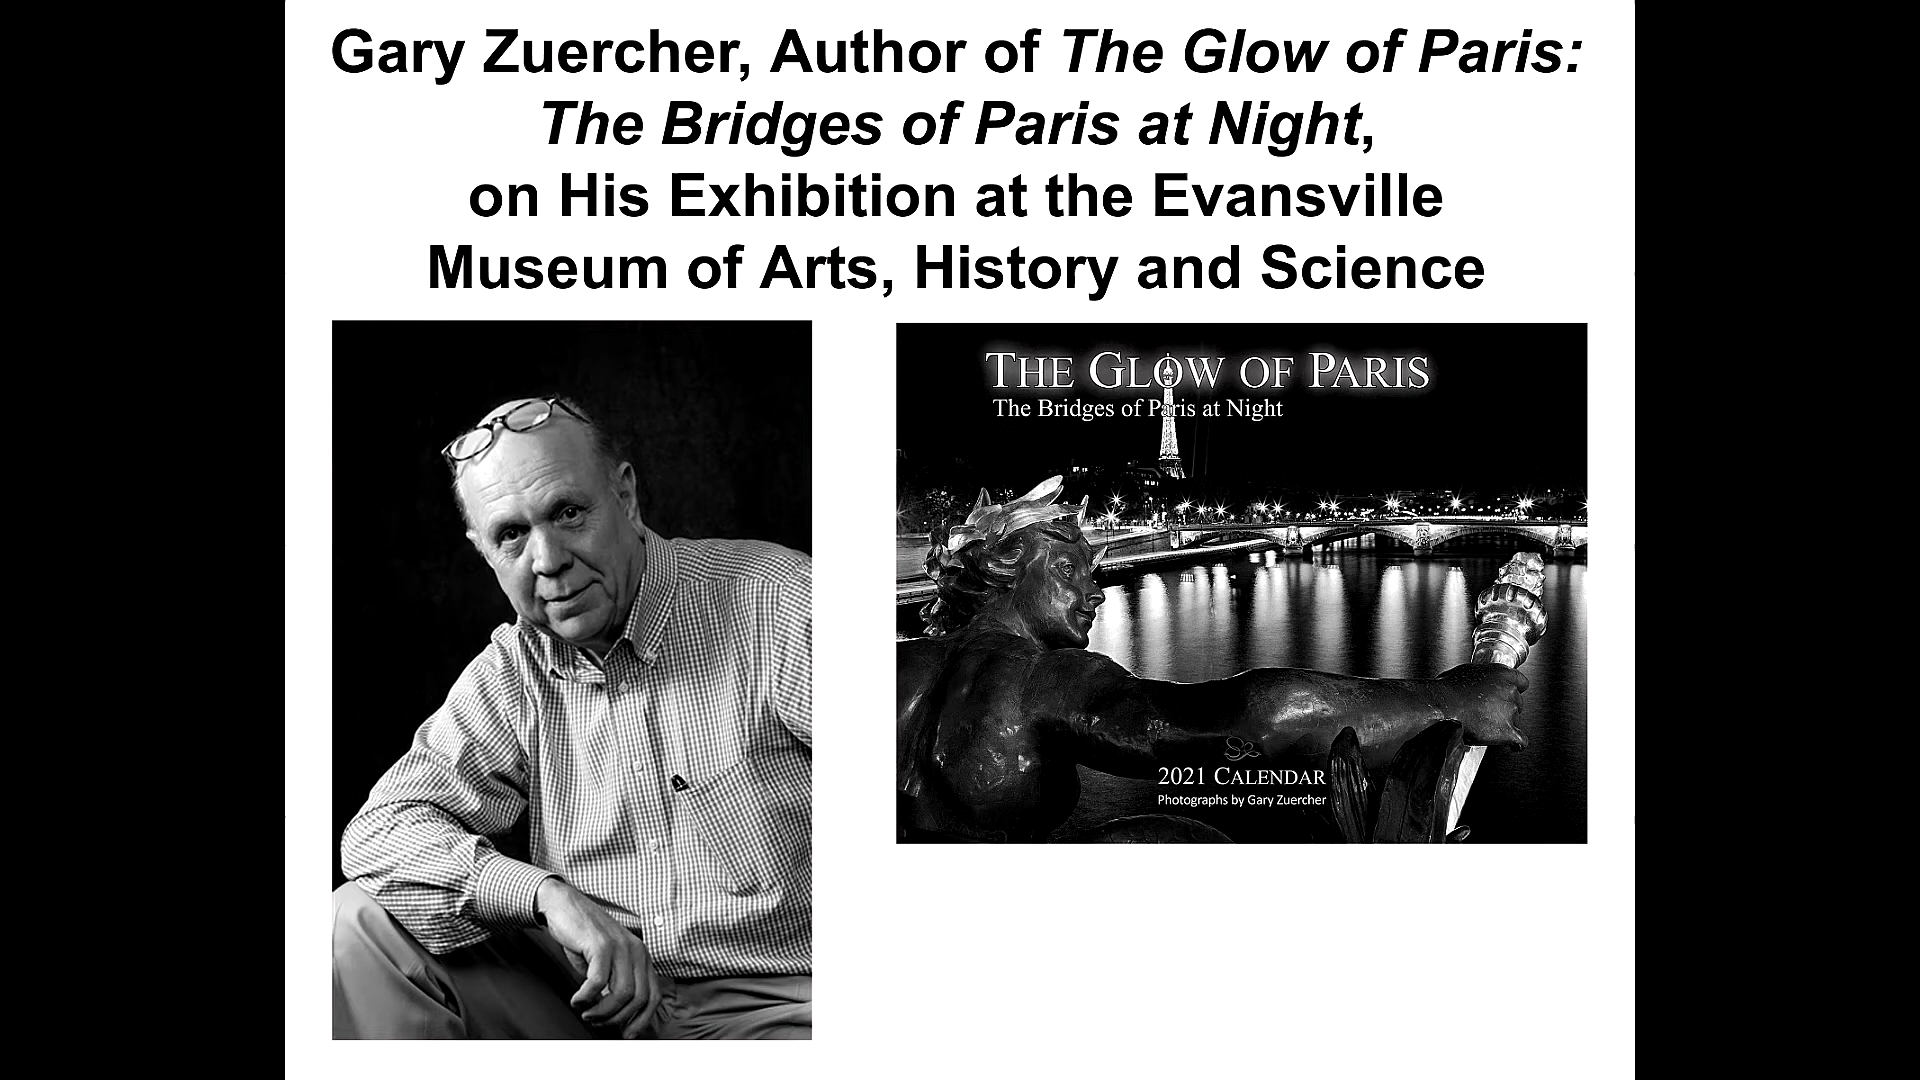 Gary Zuercher, Author of The Glow of Paris:
The Bridges of Paris at Night,
on His Exhibition at the Evansville
Museum of Arts, History and Science
THE GLOW OF PARIS
The Bridges of Paris at Night
2021 CALENDAR
Photographs by Gary Zuercher